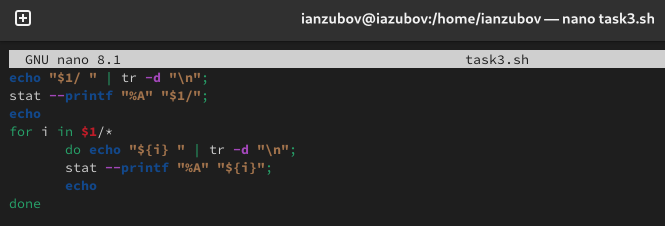 ianzubov@iazubov:/home/ianzubov — nano task3.sh
GNU nano 8.1 task3.sh
echo "$1/ " | tr -d "\n";
stat --printf "%A" "$1/";
echo
for i in $1/*
do echo "${i} " | tr -d "\n";
stat --printf "%A" "${i}";
echo
done